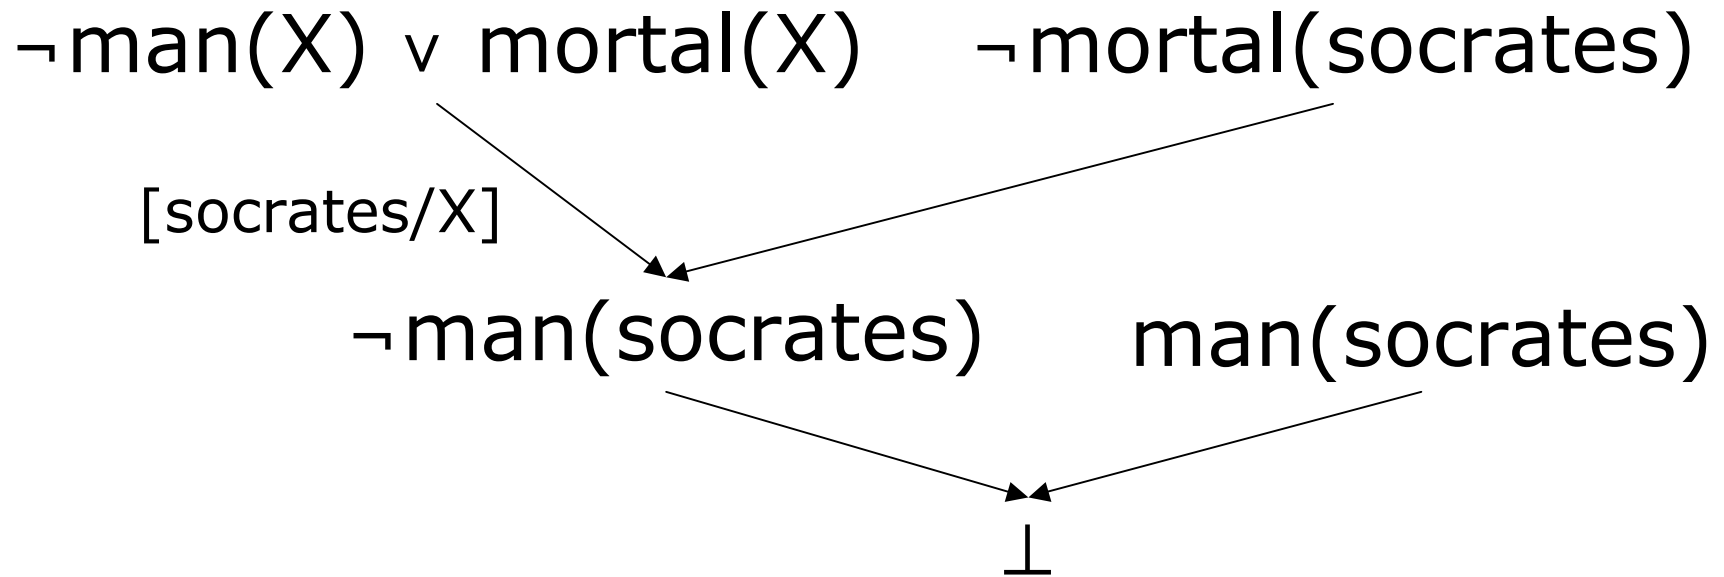 ¬man(X) ∨ mortal(X) ¬mortal(socrates)
[socrates/X]
¬man(socrates) man(socrates)
⊥